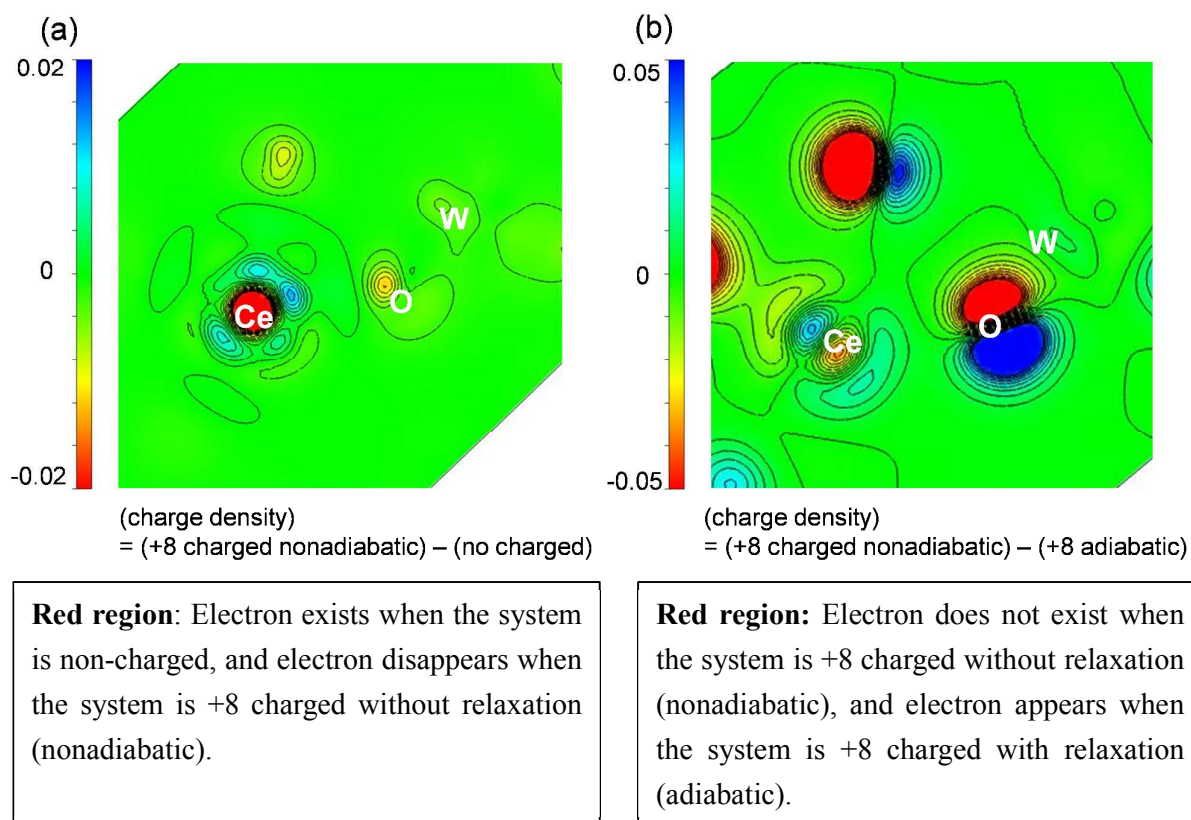 (a)
0.02
0
-0.02
Ce
O
W
(charge density)
= (+8 charged nonadiabatic) – (no charged)
Red region: Electron exists when the system
is non-charged, and electron disappears when
the system is +8 charged without relaxation
(nonadiabatic).
(b)
0.05
0
-0.05
W
O
Ce
(charge density)
= (+8 charged nonadiabatic) – (+8 adiabatic)
Red region: Electron does not exist when
the system is +8 charged without relaxation
(nonadiabatic), and electron appears when
the system is +8 charged with relaxation
(adiabatic).